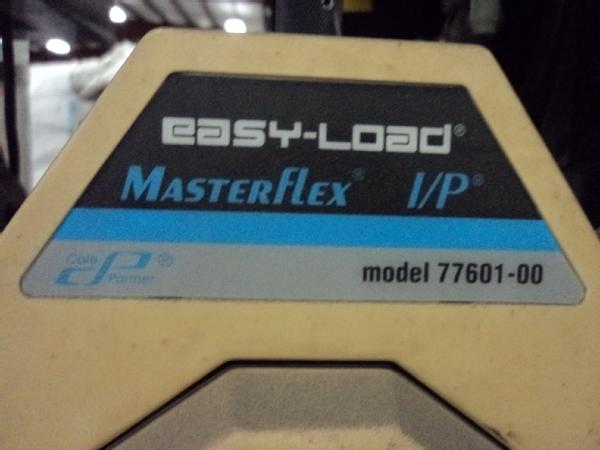 easy-Load®
MASTERflex® I/P®
Cole
Parmer
®
model 77601-00